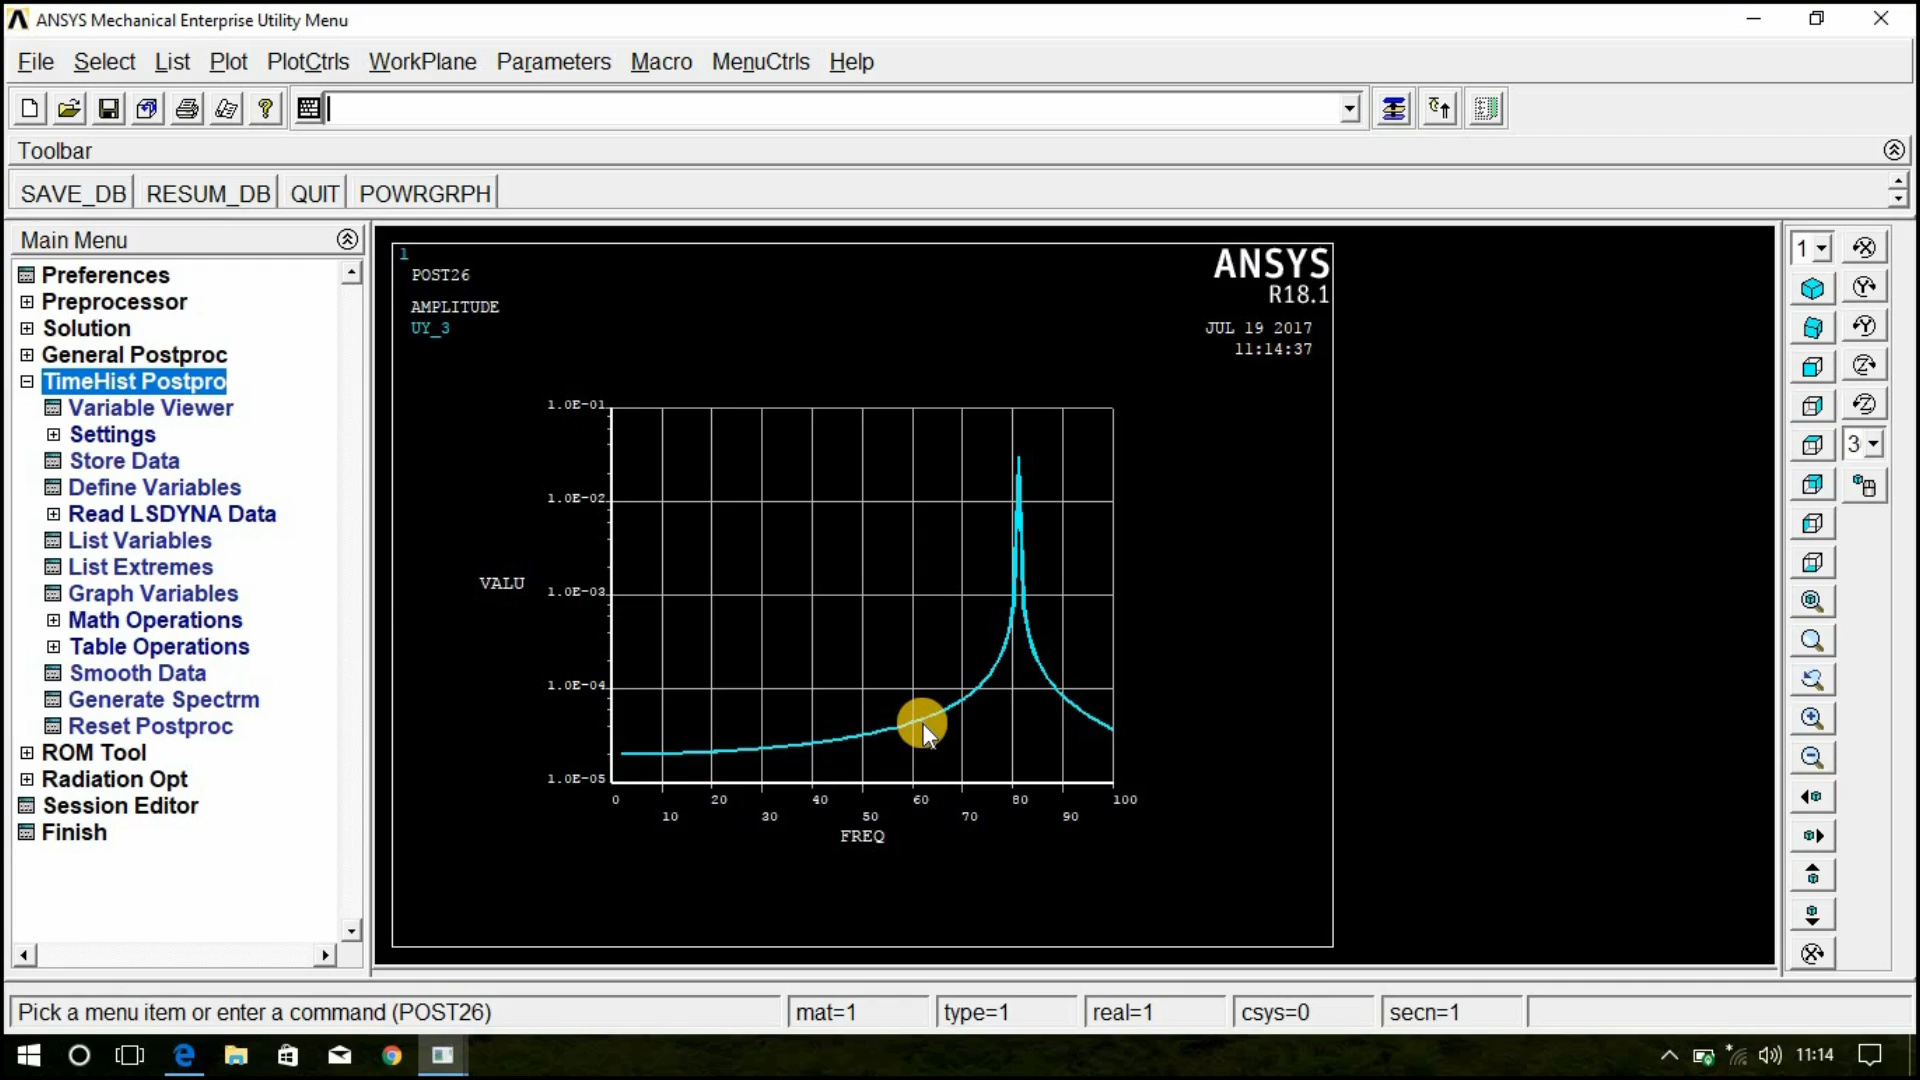 ANSYS Mechanical Enterprise Utility Menu
File Select List Plot PlotCtrls WorkPlane Parameters Macro MenuCtrls Help
Toolbar
SAVE_DB RESUM_DB QUIT POWRGRPH
Main Menu
Preferences
Preprocessor
Solution
General Postproc
TimeHist Postpro
Variable Viewer
Settings
Store Data
Define Variables
Read LSDYNA Data
List Variables
List Extremes
Graph Variables
Math Operations
Table Operations
Smooth Data
Generate Spectrm
Reset Postproc
ROM Tool
Radiation Opt
Session Editor
Finish
1
POST26
AMPLITUDE
UY_3
ANSYS
R18.1
JUL 19 2017
11:14:37
1.0E-01
1.0E-02
1.0E-03
1.0E-04
1.0E-05
VALU
0 20 40 60 80 100
10 30 50 70 90
FREQ
1
3
Pick a menu item or enter a command (POST26) mat=1 type=1 real=1 csys=0 secn=1
11:14